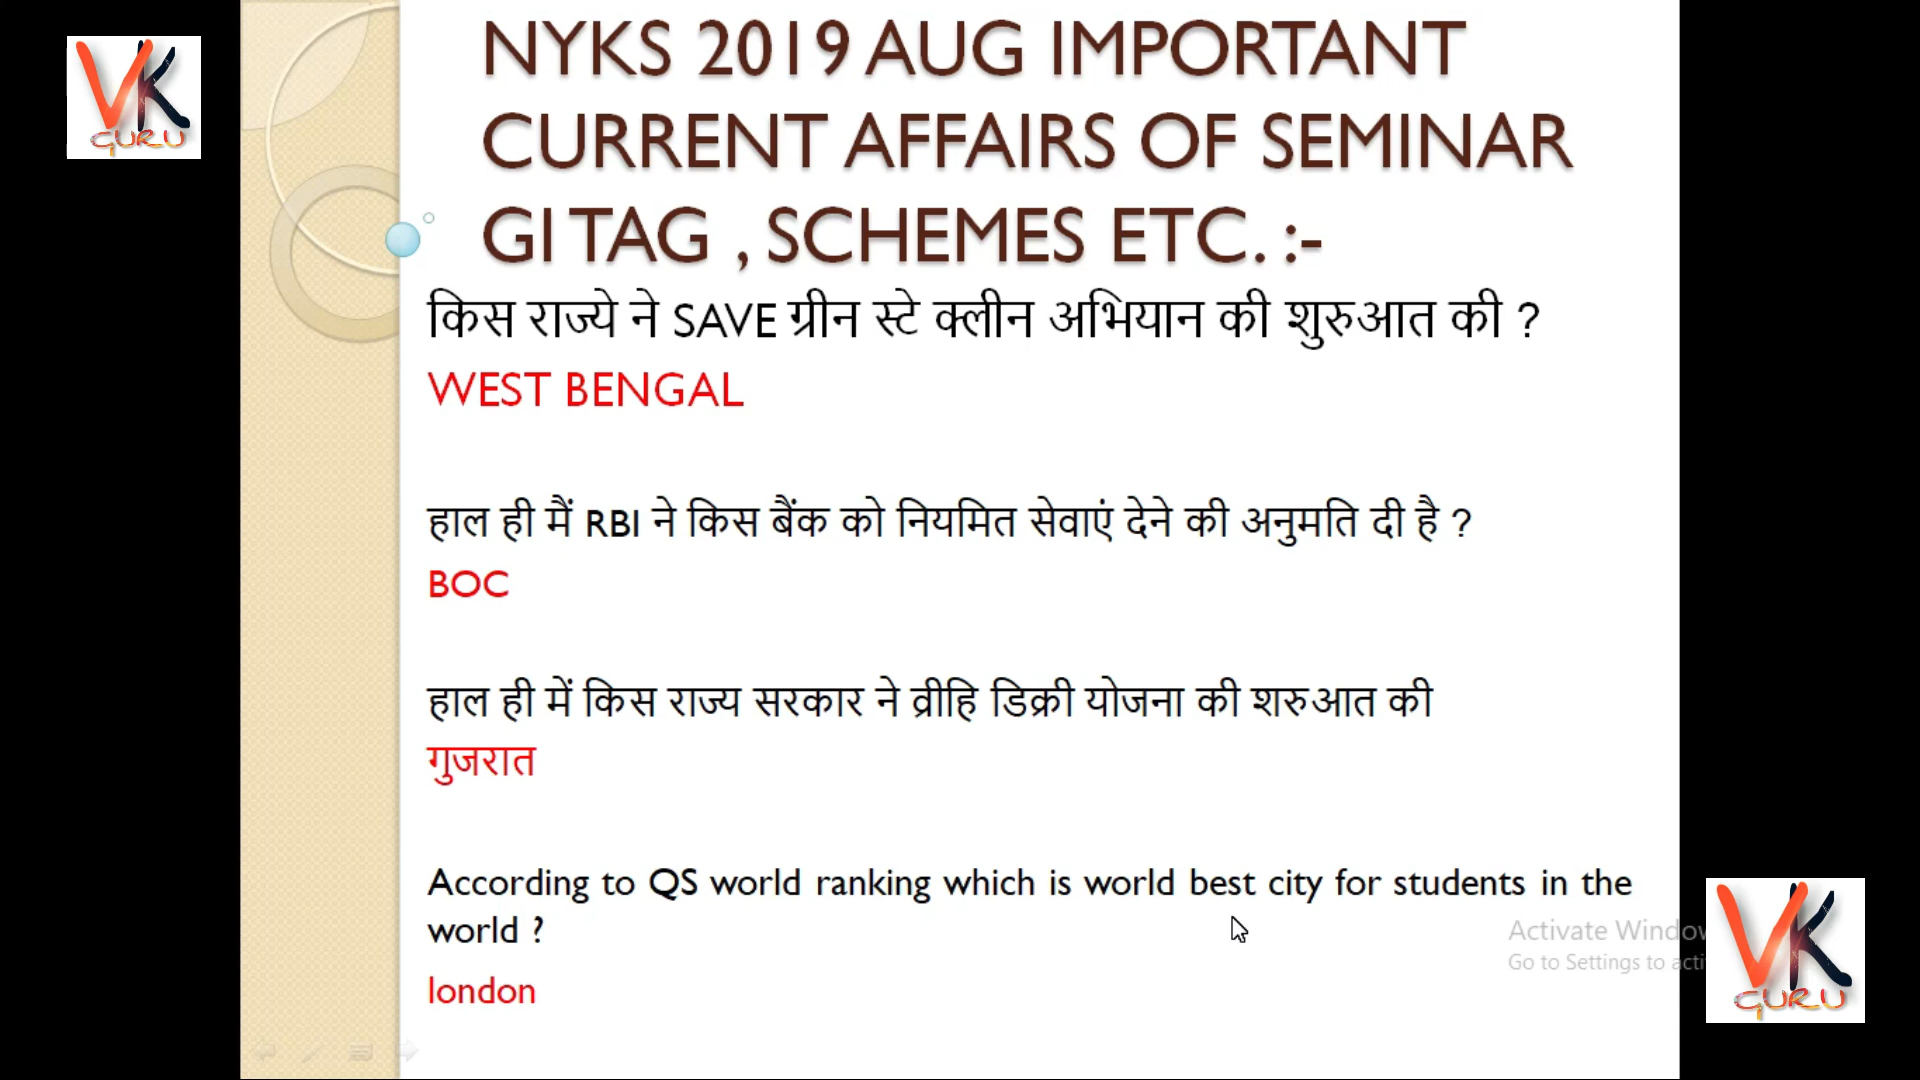 VK
GURU
NYKS 2019 AUG IMPORTANT
CURRENT AFFAIRS OF SEMINAR
GI TAG , SCHEMES ETC. :-
किस राज्ये ने SAVE ग्रीन स्टे क्लीन अभियान की शुरुआत की ?
WEST BENGAL
हाल ही मैं RBI ने किस बैंक को नियमित सेवाएं देने की अनुमति दी है ?
BOC
हाल ही में किस राज्य सरकार ने व्रीहि डिक्री योजना की शरुआत की
गुजरात
According to QS world ranking which is world best city for students in the
world ?
london
Activate Window
Go to Settings to acti
VK
GURU